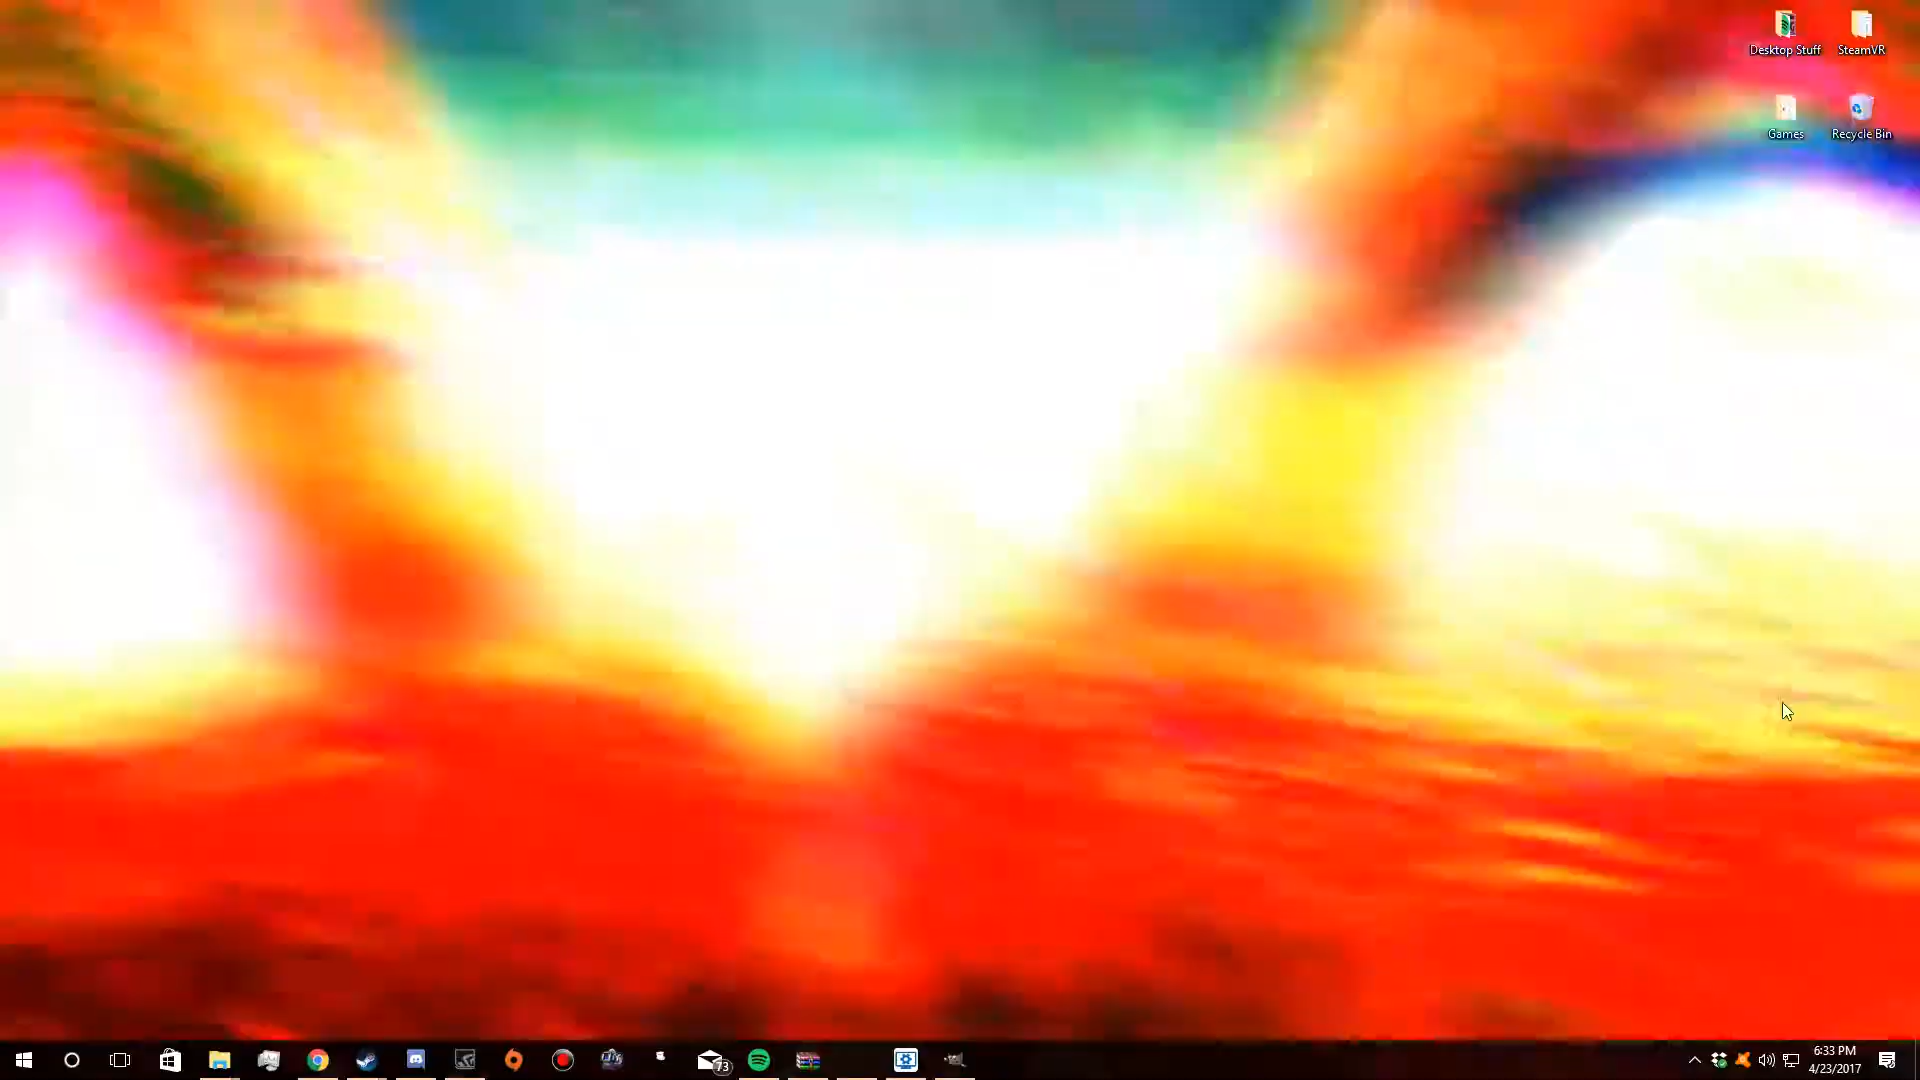 Desktop Stuff
SteamVR
Games
Recycle Bin
73
6:33 PM
4/23/2017